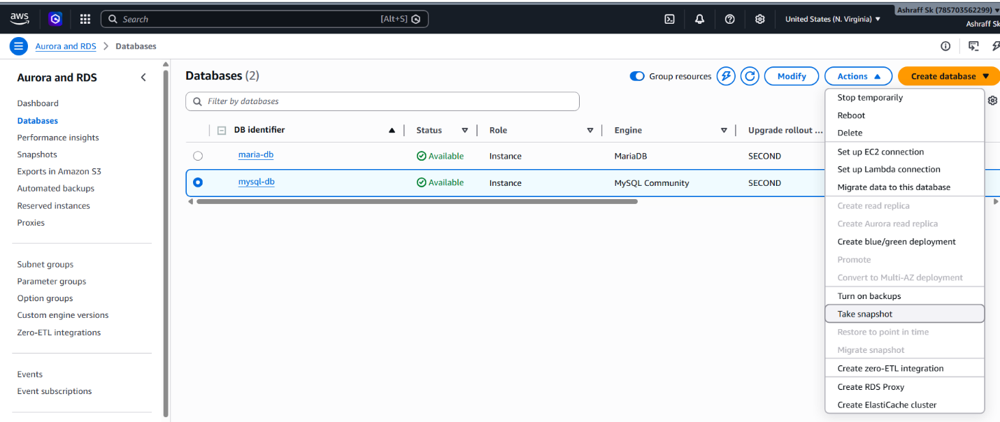 aws
Search [Alt+S]
United States (N. Virginia)
Ashraff Sk (785703562299)
Ashraff Sk
Aurora and RDS > Databases
Aurora and RDS
Dashboard
Databases
Performance insights
Snapshots
Exports in Amazon S3
Automated backups
Reserved instances
Proxies
Subnet groups
Parameter groups
Option groups
Custom engine versions
Zero-ETL integrations
Events
Event subscriptions
Databases (2)
Group resources
Modify
Actions
Create database
Filter by databases
DB identifier Status Role Engine Upgrade rollout ...
maria-db Available Instance MariaDB SECOND
mysql-db Available Instance MySQL Community SECOND
Stop temporarily
Reboot
Delete
Set up EC2 connection
Set up Lambda connection
Migrate data to this database
Create read replica
Create Aurora read replica
Create blue/green deployment
Promote
Convert to Multi-AZ deployment
Turn on backups
Take snapshot
Restore to point in time
Migrate snapshot
Create zero-ETL integration
Create RDS Proxy
Create ElastiCache cluster